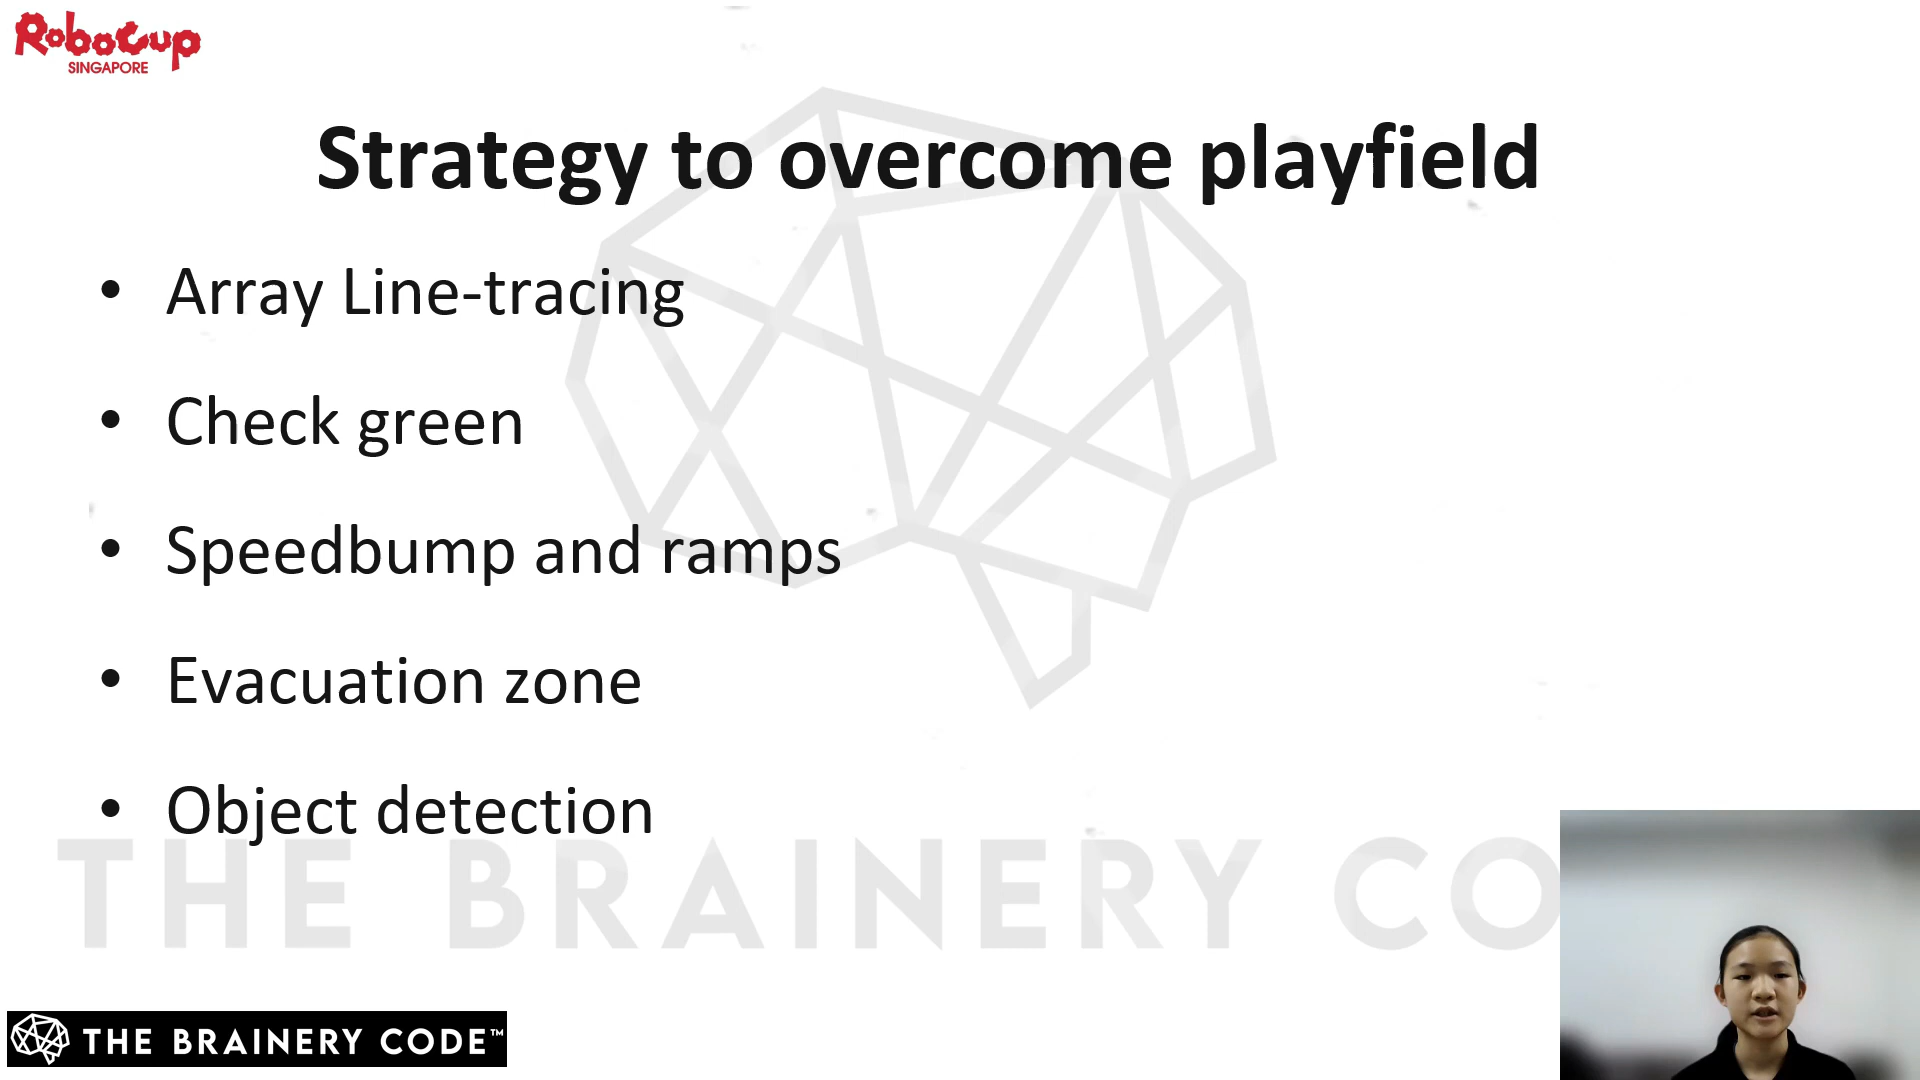 RoboCup
SINGAPORE
Strategy to overcome playfield
• Array Line-tracing
• Check green
• Speedbump and ramps
• Evacuation zone
• Object detection
THE BRAINERY CO
THE BRAINERY CODE™